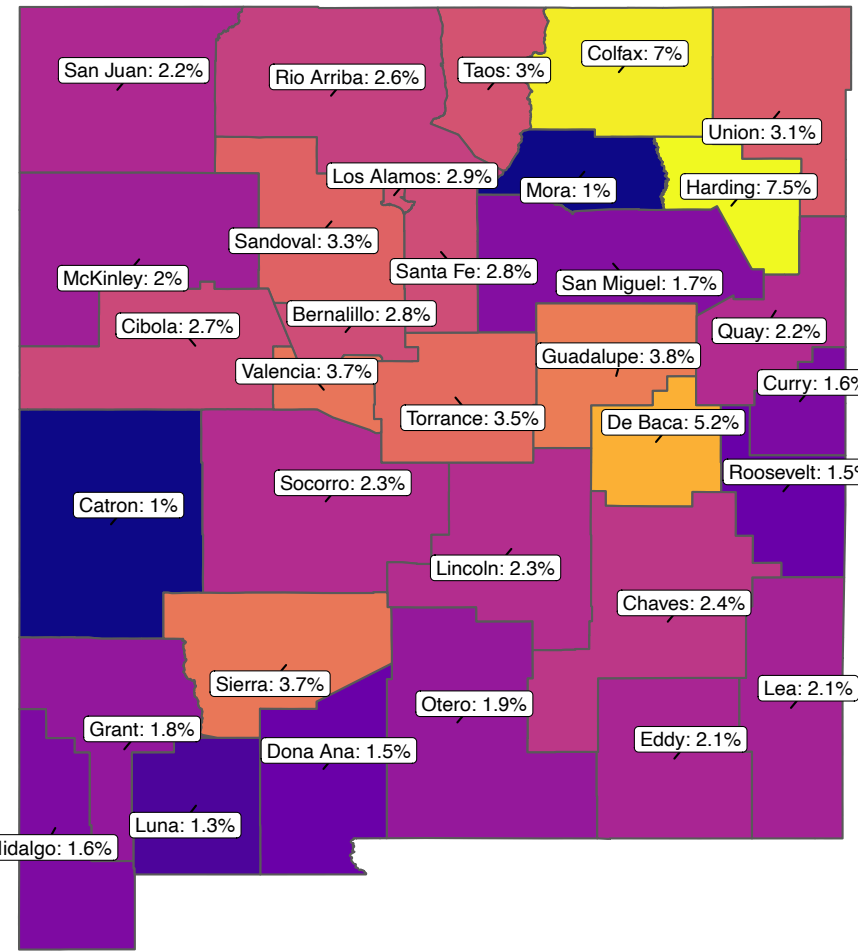 Colfax: 7%
San Juan: 2.2%
Rio Arriba: 2.6%
Taos: 3%
Union: 3.1%
Los Alamos: 2.9%
Mora: 1%
Harding: 7.5%
Sandoval: 3.3%
McKinley: 2%
Santa Fe: 2.8%
San Miguel: 1.7%
Cibola: 2.7%
Bernalillo: 2.8%
Quay: 2.2%
Valencia: 3.7%
Guadalupe: 3.8%
Curry: 1.6%
Torrance: 3.5%
De Baca: 5.2%
Roosevelt: 1.5%
Catron: 1%
Socorro: 2.3%
Lincoln: 2.3%
Chaves: 2.4%
Sierra: 3.7%
Lea: 2.1%
Otero: 1.9%
Grant: 1.8%
Dona Ana: 1.5%
Eddy: 2.1%
Luna: 1.3%
idalgo: 1.6%